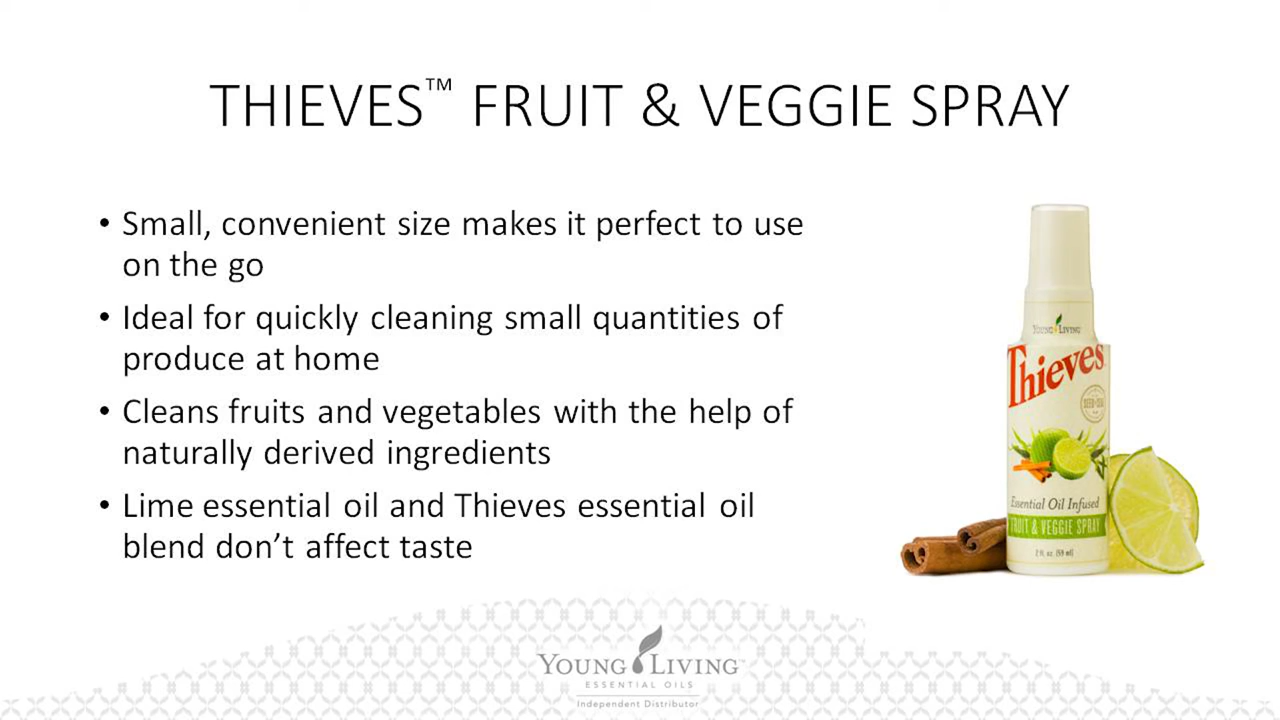 THIEVES™ FRUIT & VEGGIE SPRAY
• Small, convenient size makes it perfect to use
on the go
• Ideal for quickly cleaning small quantities of
produce at home
• Cleans fruits and vegetables with the help of
naturally derived ingredients
• Lime essential oil and Thieves essential oil
blend don’t affect taste
YOUNG LIVING
Thieves
Essential Oil Infused
FRUIT & VEGGIE SPRAY
2 fl. oz. (59 ml)
YOUNG LIVING™
ESSENTIAL OILS
Independent Distributor